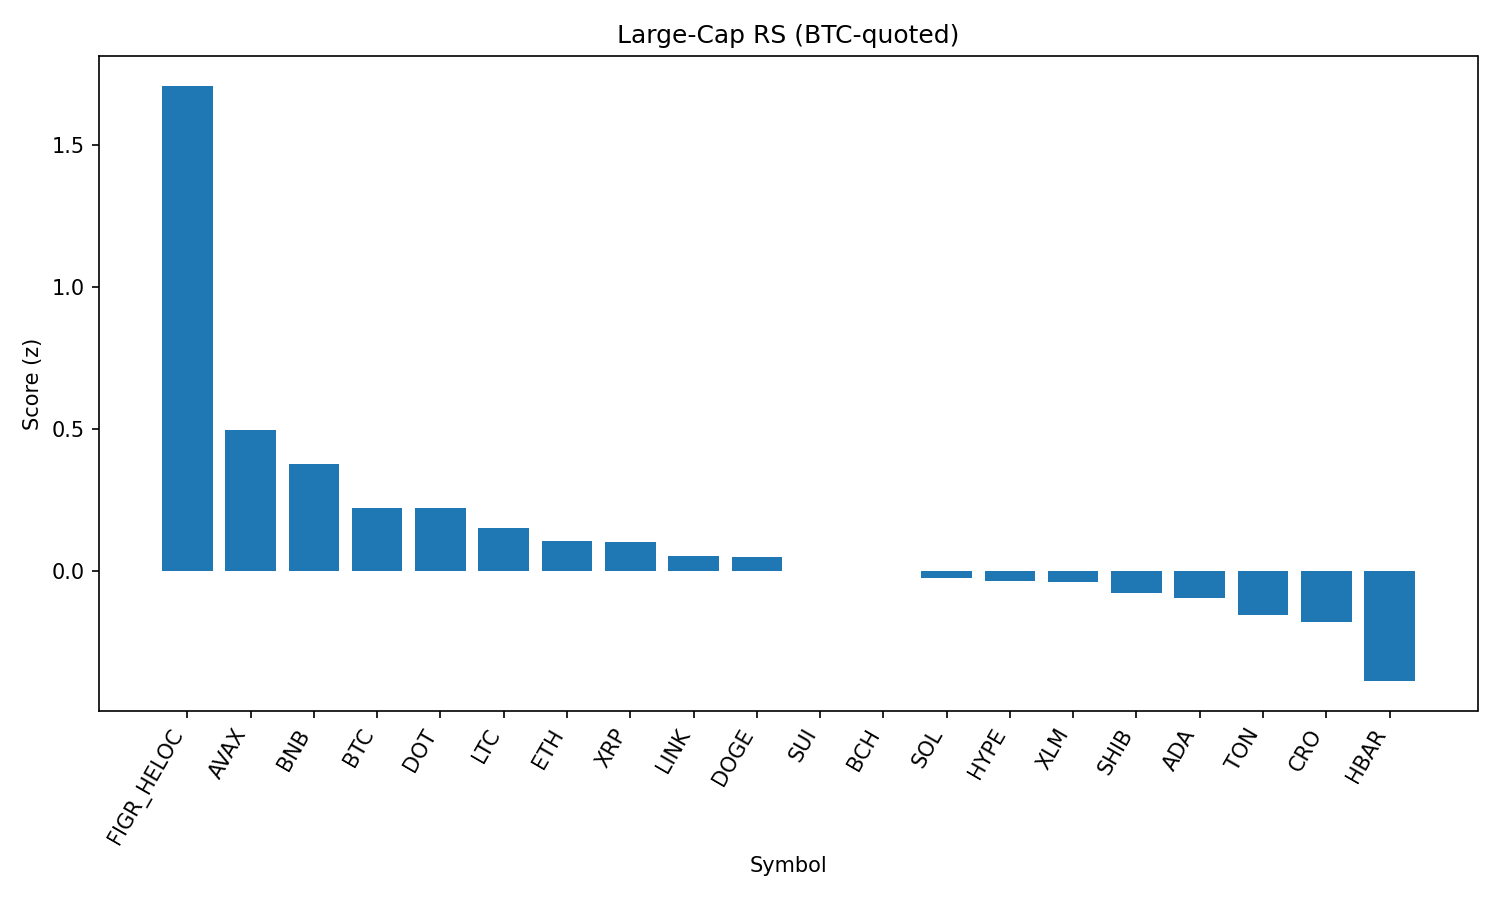 Large-Cap RS (BTC-quoted)
Score (z)
1.5
1.0
0.5
0.0
FIGR_HELOC
AVAX
BNB
BTC
DOT
LTC
ETH
XRP
LINK
DOGE
SUI
BCH
SOL
HYPE
XLM
SHIB
ADA
TON
CRO
HBAR
Symbol